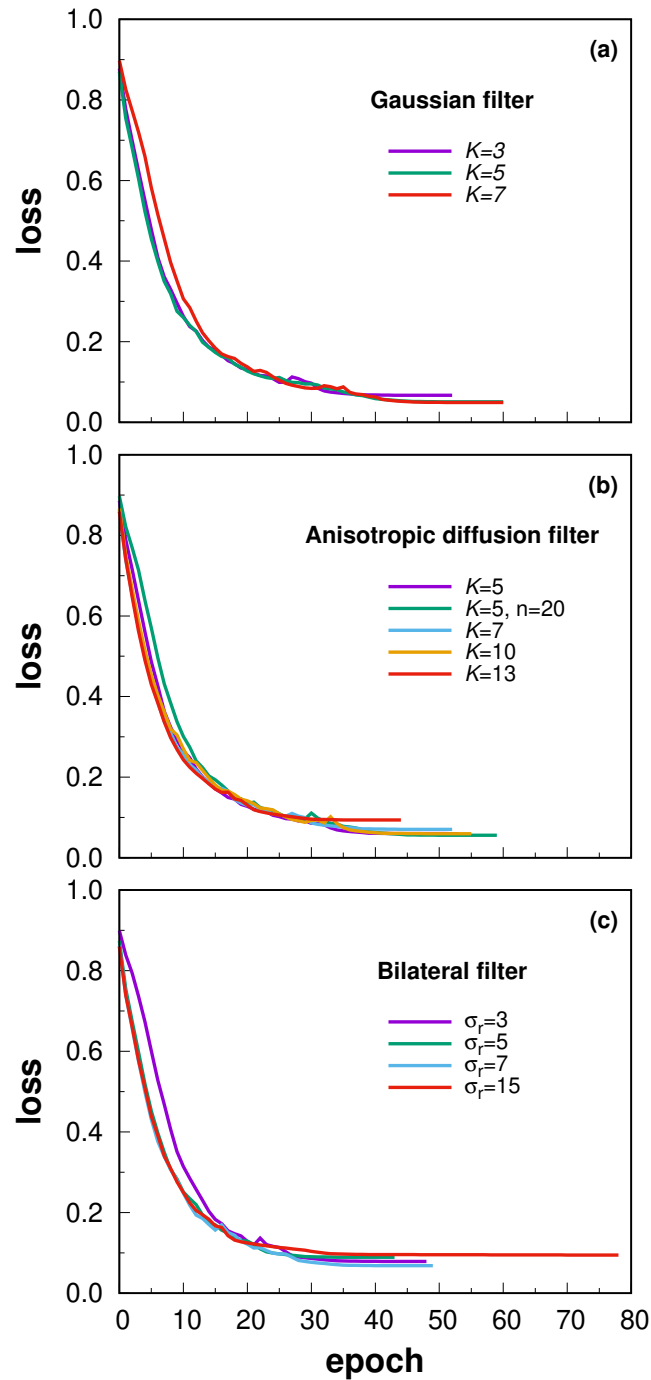 1.0
(a)
0.8
Gaussian filter
K=3
0.6
K=5
K=7
loss
0.4
0.2
0.0
1.0
(b)
0.8
Anisotropic diffusion filter
K=5
0.6
K=5, n=20
K=7
K=10
loss
K=13
0.4
0.2
0.0
1.0
(c)
0.8
Bilateral filter
σr=3
0.6
σr=5
σr=7
σr=15
loss
0.4
0.2
0.0
0 10 20 30 40 50 60 70 80
epoch